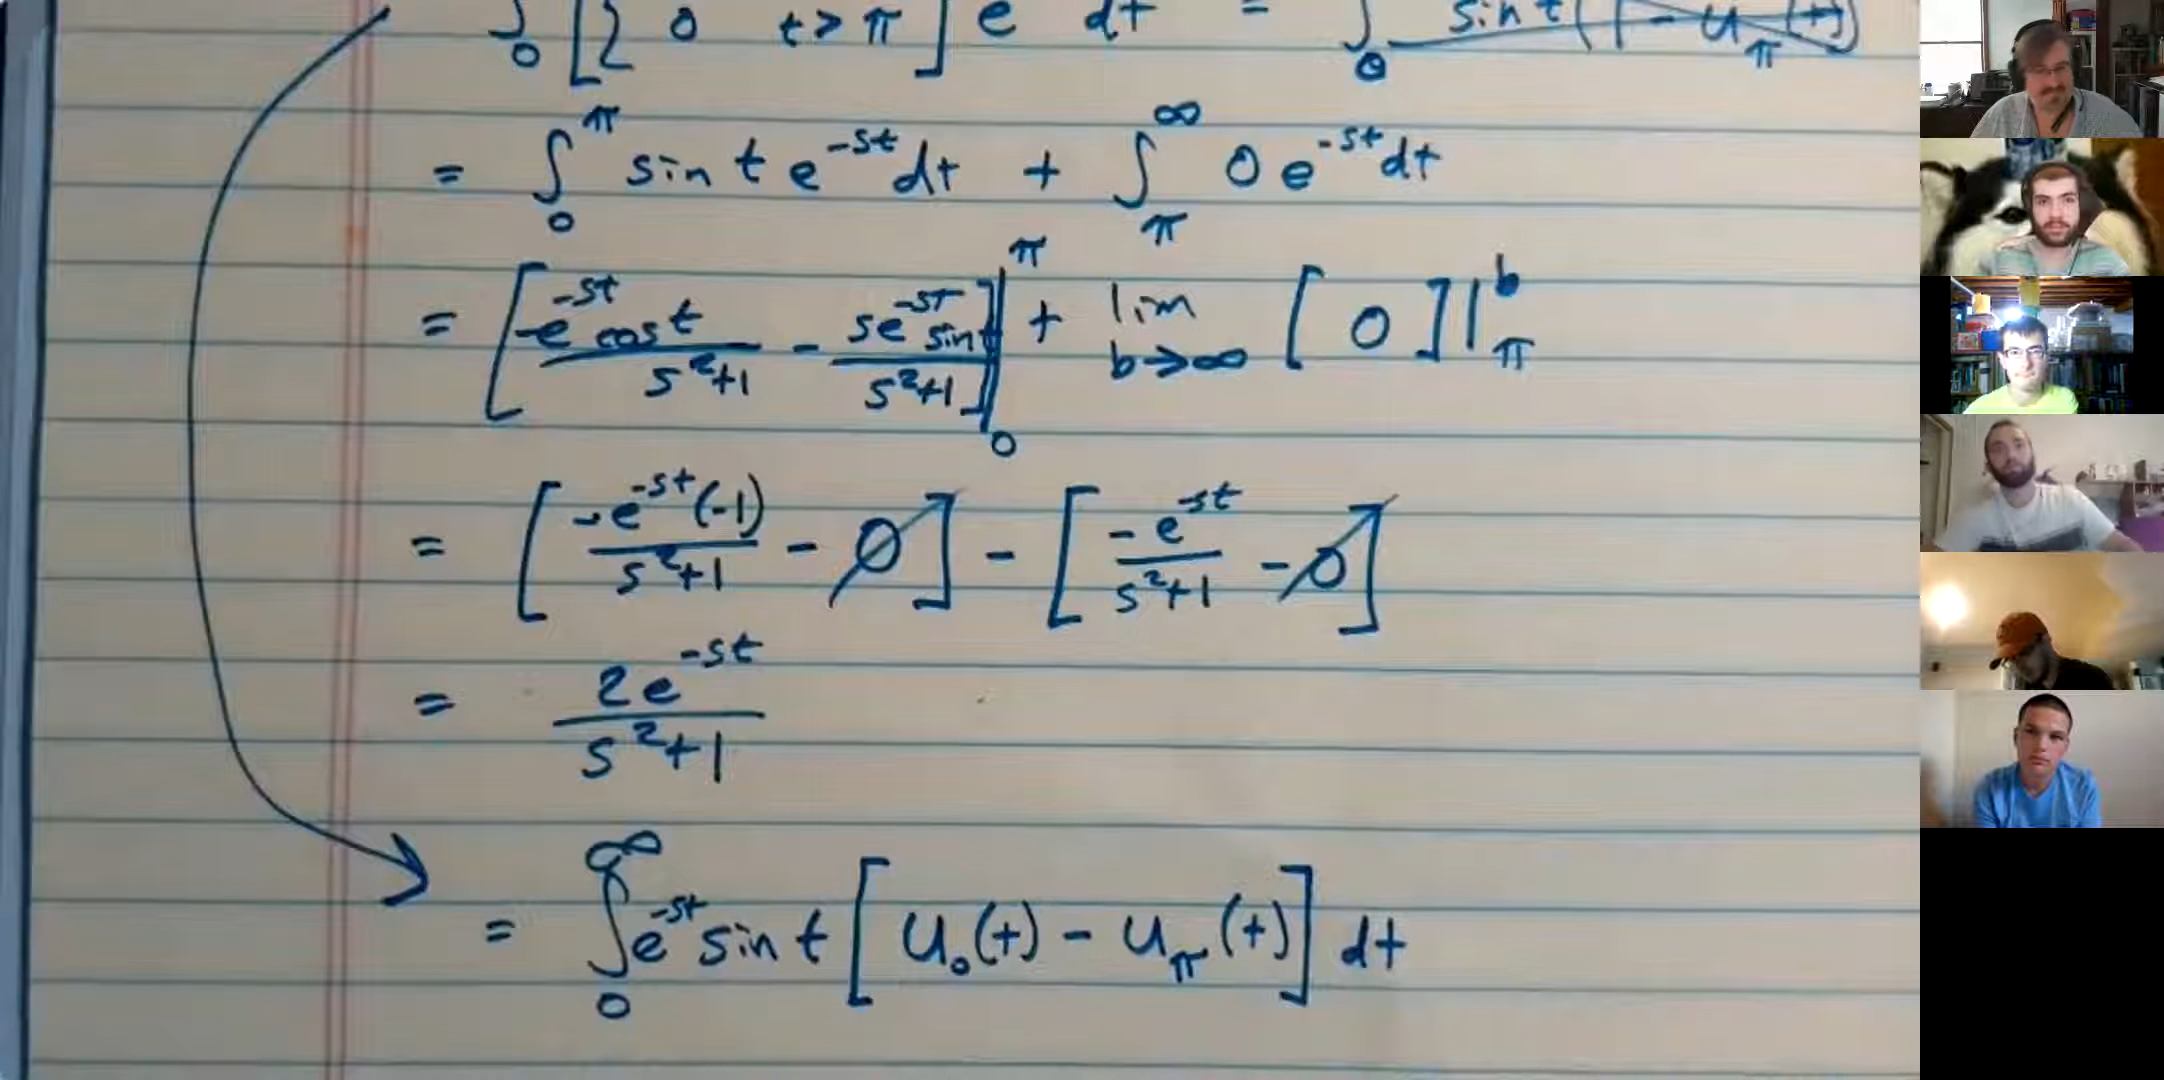 ∫₀ [{ 0 t > π ] e dt = ∫₀ sin t (1 - u_π(t))
= ∫₀^π sin t e^{-st} dt + ∫_π^∞ 0 e^{-st} dt
= [ -e^{-st} cos t / s²+1 - s e^{-st} sin t / s²+1 ] |₀^π + lim b→∞ [ 0 ] |_π^b
= [ -e^{-st} (-1) / s²+1 - 0 ] - [ -e^{-st} / s²+1 - 0 ]
= 2e^{-st} / s²+1
= ∫₀^∞ e^{-st} sin t [ u₀(t) - u_π(t) ] dt